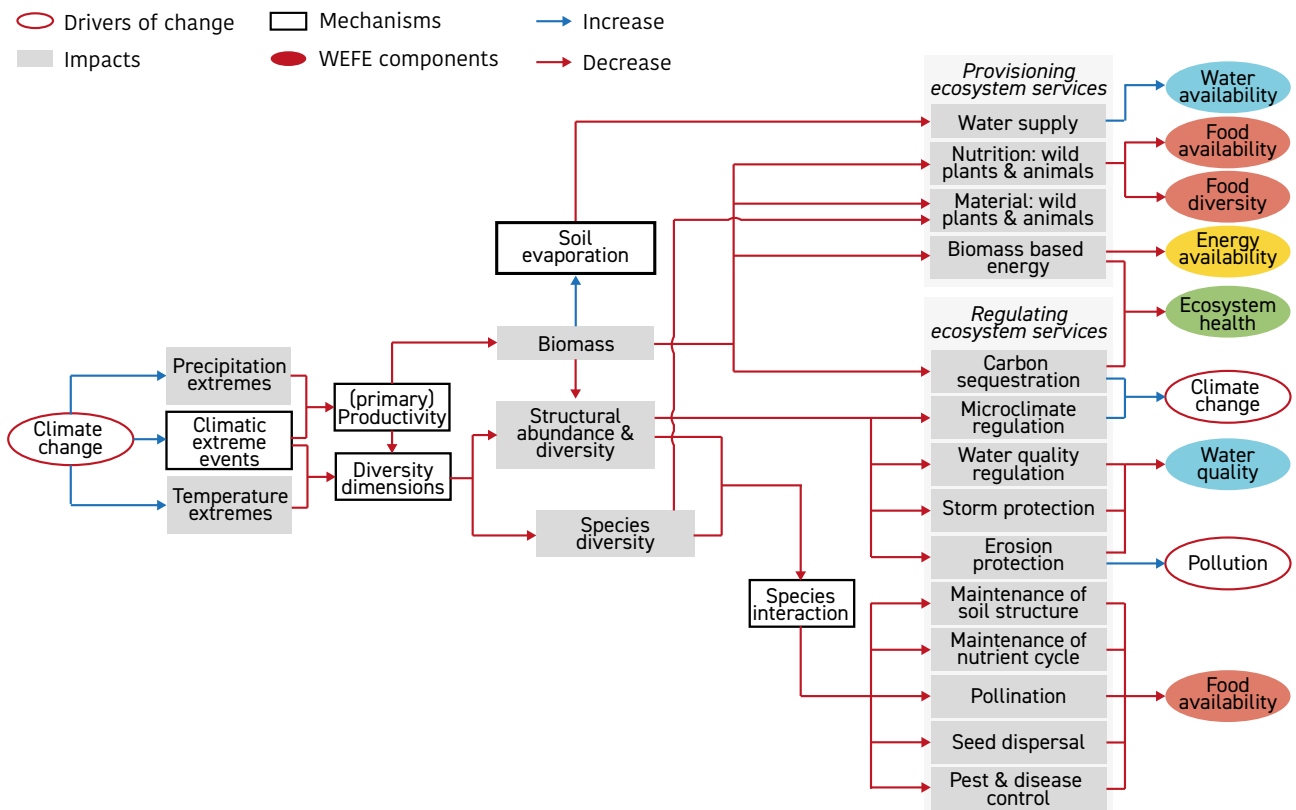 Drivers of change
Mechanisms
Increase
Impacts
WEFE components
Decrease
Provisioning
ecosystem services
Water supply
Nutrition: wild
plants & animals
Material: wild
plants & animals
Biomass based
energy
Water
availability
Food
availability
Food
diversity
Energy
availability
Ecosystem
health
Soil
evaporation
Biomass
Structural
abundance &
diversity
Species
diversity
Precipitation
extremes
Climatic
extreme
events
Temperature
extremes
Climate
change
(primary)
Productivity
Diversity
dimensions
Species
interaction
Regulating
ecosystem services
Carbon
sequestration
Microclimate
regulation
Water quality
regulation
Storm protection
Erosion
protection
Maintenance of
soil structure
Maintenance of
nutrient cycle
Pollination
Seed dispersal
Pest & disease
control
Climate
change
Water
quality
Pollution
Food
availability